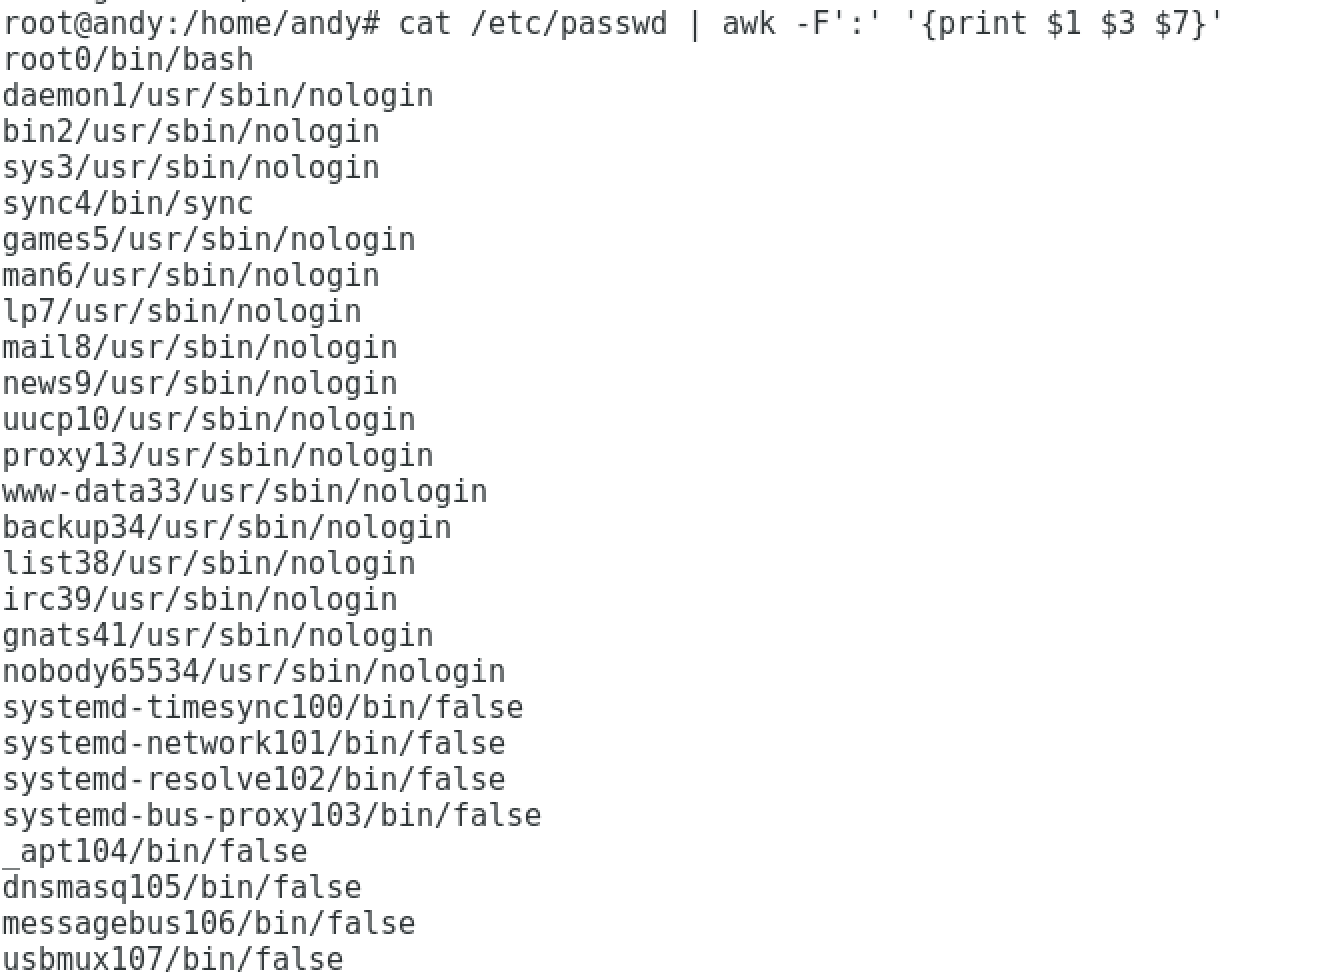 root@andy:/home/andy# cat /etc/passwd | awk -F':' '{print $1 $3 $7}'
root0/bin/bash
daemon1/usr/sbin/nologin
bin2/usr/sbin/nologin
sys3/usr/sbin/nologin
sync4/bin/sync
games5/usr/sbin/nologin
man6/usr/sbin/nologin
lp7/usr/sbin/nologin
mail8/usr/sbin/nologin
news9/usr/sbin/nologin
uucp10/usr/sbin/nologin
proxy13/usr/sbin/nologin
www-data33/usr/sbin/nologin
backup34/usr/sbin/nologin
list38/usr/sbin/nologin
irc39/usr/sbin/nologin
gnats41/usr/sbin/nologin
nobody65534/usr/sbin/nologin
systemd-timesync100/bin/false
systemd-network101/bin/false
systemd-resolve102/bin/false
systemd-bus-proxy103/bin/false
_apt104/bin/false
dnsmasq105/bin/false
messagebus106/bin/false
usbmux107/bin/false